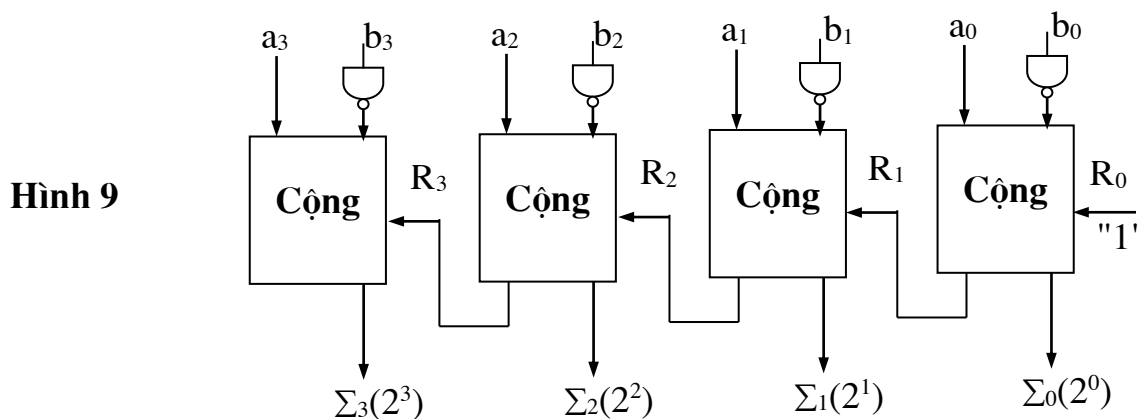 a₃ b₃ a₂ b₂ a₁ b₁ a₀ b₀
Hình 9 Cộng R₃ Cộng R₂ Cộng R₁ Cộng R₀
"1"
Σ₃(2³) Σ₂(2²) Σ₁(2¹) Σ₀(2⁰)